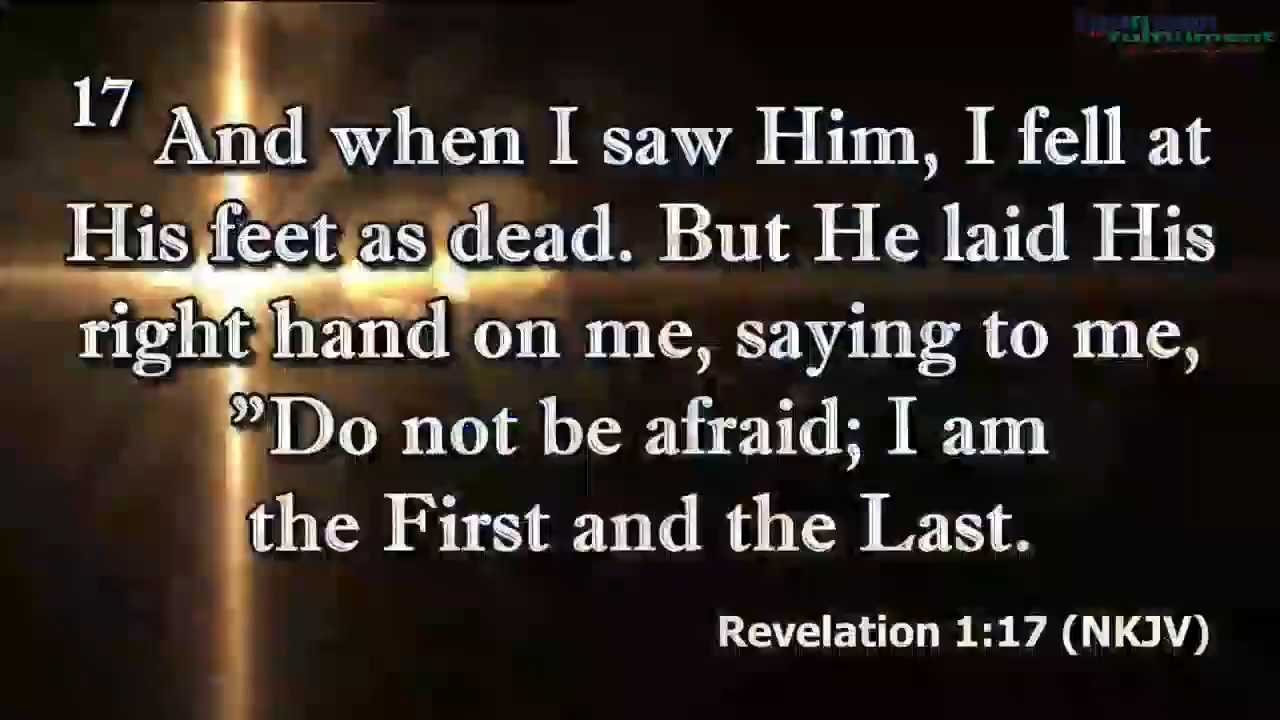 17 And when I saw Him, I fell at
His feet as dead. But He laid His
right hand on me, saying to me,
”Do not be afraid; I am
the First and the Last.
Revelation 1:17 (NKJV)